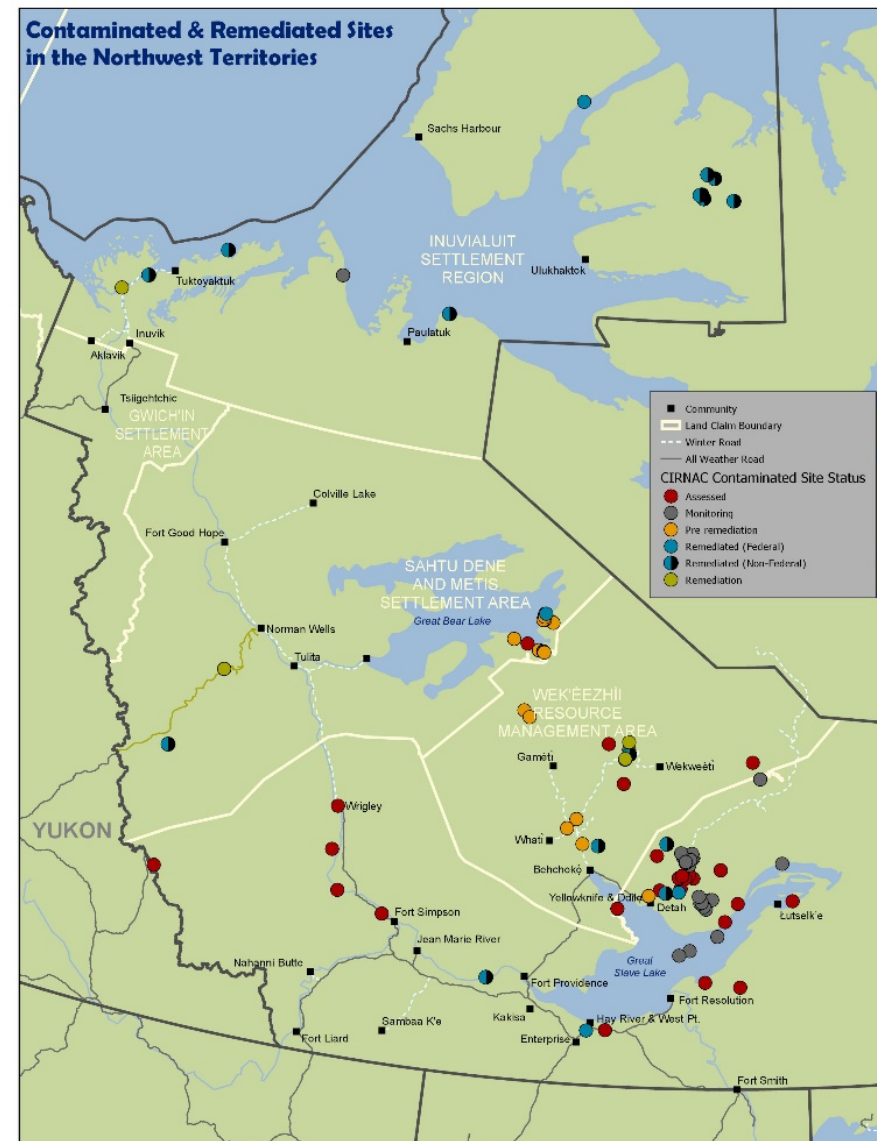 Contaminated & Remediated Sites
in the Northwest Territories
Sachs Harbour
INUVIALUIT
SETTLEMENT
REGION
Ulukhaktok
Tuktoyaktuk
Paulatuk
Inuvik
Aklavik
Tsiigehtchic
GWICH'IN
SETTLEMENT
AREA
Community
Land Claim Boundary
Winter Road
All Weather Road
CIRNAC Contaminated Site Status
Assessed
Monitoring
Pre remediation
Remediated (Federal)
Remediated (Non-Federal)
Remediation
Colville Lake
Fort Good Hope
SAHTU DENE
AND METIS
SETTLEMENT AREA
Great Bear Lake
Norman Wells
Tulita
WEK'ÈEZHÌI
RESOURCE
MANAGEMENT AREA
Gamètì
Wekweètì
Wrigley
YUKON
Whatì
Behchokǫ̀
Yellowknife & Dettah
Łutselk'e
Fort Simpson
Jean Marie River
Nahanni Butte
Great
Slave Lake
Fort Providence
Fort Resolution
Kakisa
Hay River & West Pt.
Sambaa K'e
Enterprise
Fort Liard
Fort Smith